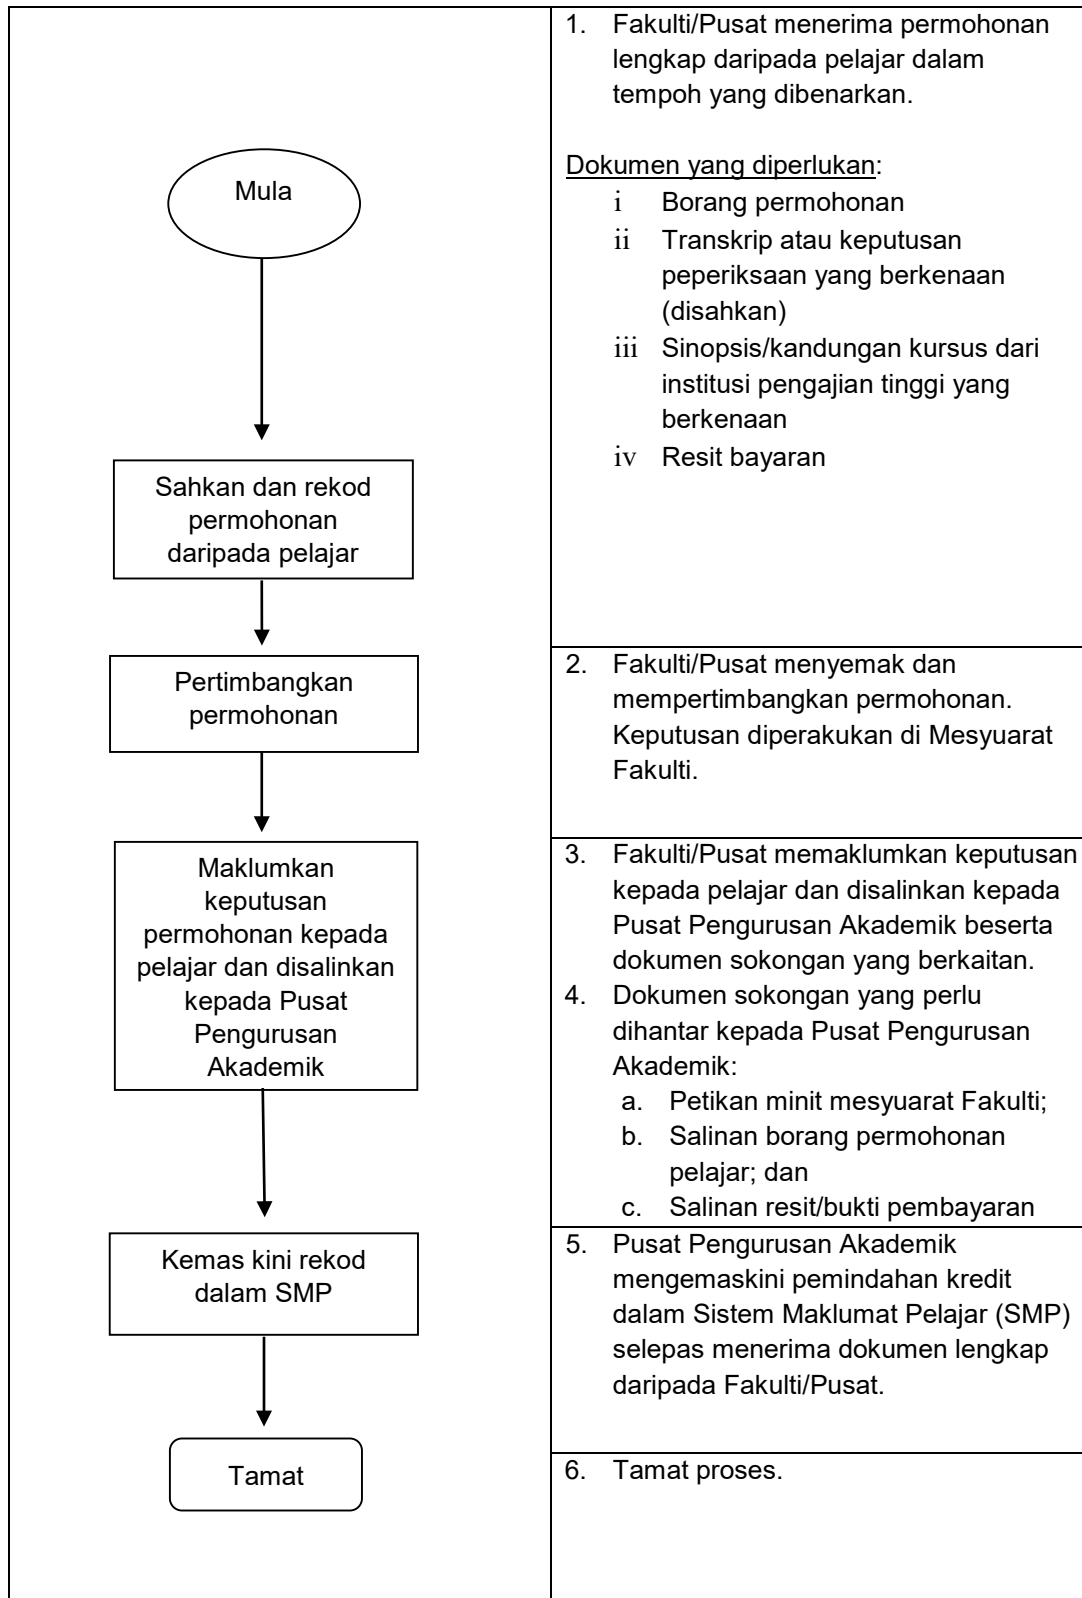 Mula
Sahkan dan rekod
permohonan
daripada pelajar
Pertimbangkan
permohonan
Maklumkan
keputusan
permohonan kepada
pelajar dan disalinkan
kepada Pusat
Pengurusan
Akademik
Kemas kini rekod
dalam SMP
Tamat
1. Fakulti/Pusat menerima permohonan
lengkap daripada pelajar dalam
tempoh yang dibenarkan.
Dokumen yang diperlukan:
i Borang permohonan
ii Transkrip atau keputusan
peperiksaan yang berkenaan
(disahkan)
iii Sinopsis/kandungan kursus dari
institusi pengajian tinggi yang
berkenaan
iv Resit bayaran
2. Fakulti/Pusat menyemak dan
mempertimbangkan permohonan.
Keputusan diperakukan di Mesyuarat
Fakulti.
3. Fakulti/Pusat memaklumkan keputusan
kepada pelajar dan disalinkan kepada
Pusat Pengurusan Akademik beserta
dokumen sokongan yang berkaitan.
4. Dokumen sokongan yang perlu
dihantar kepada Pusat Pengurusan
Akademik:
a. Petikan minit mesyuarat Fakulti;
b. Salinan borang permohonan
pelajar; dan
c. Salinan resit/bukti pembayaran
5. Pusat Pengurusan Akademik
mengemaskini pemindahan kredit
dalam Sistem Maklumat Pelajar (SMP)
selepas menerima dokumen lengkap
daripada Fakulti/Pusat.
6. Tamat proses.